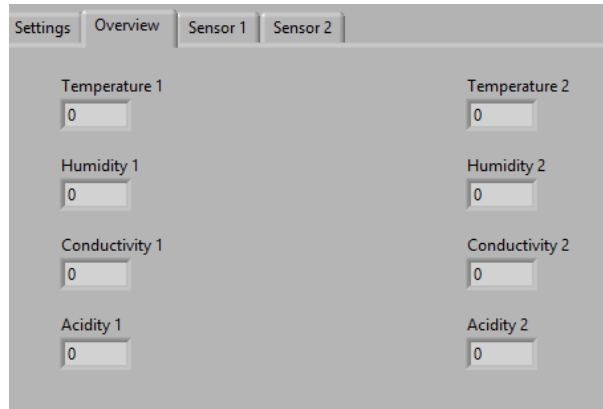 Settings Overview Sensor 1 Sensor 2
Temperature 1 Temperature 2
0 0
Humidity 1 Humidity 2
0 0
Conductivity 1 Conductivity 2
0 0
Acidity 1 Acidity 2
0 0